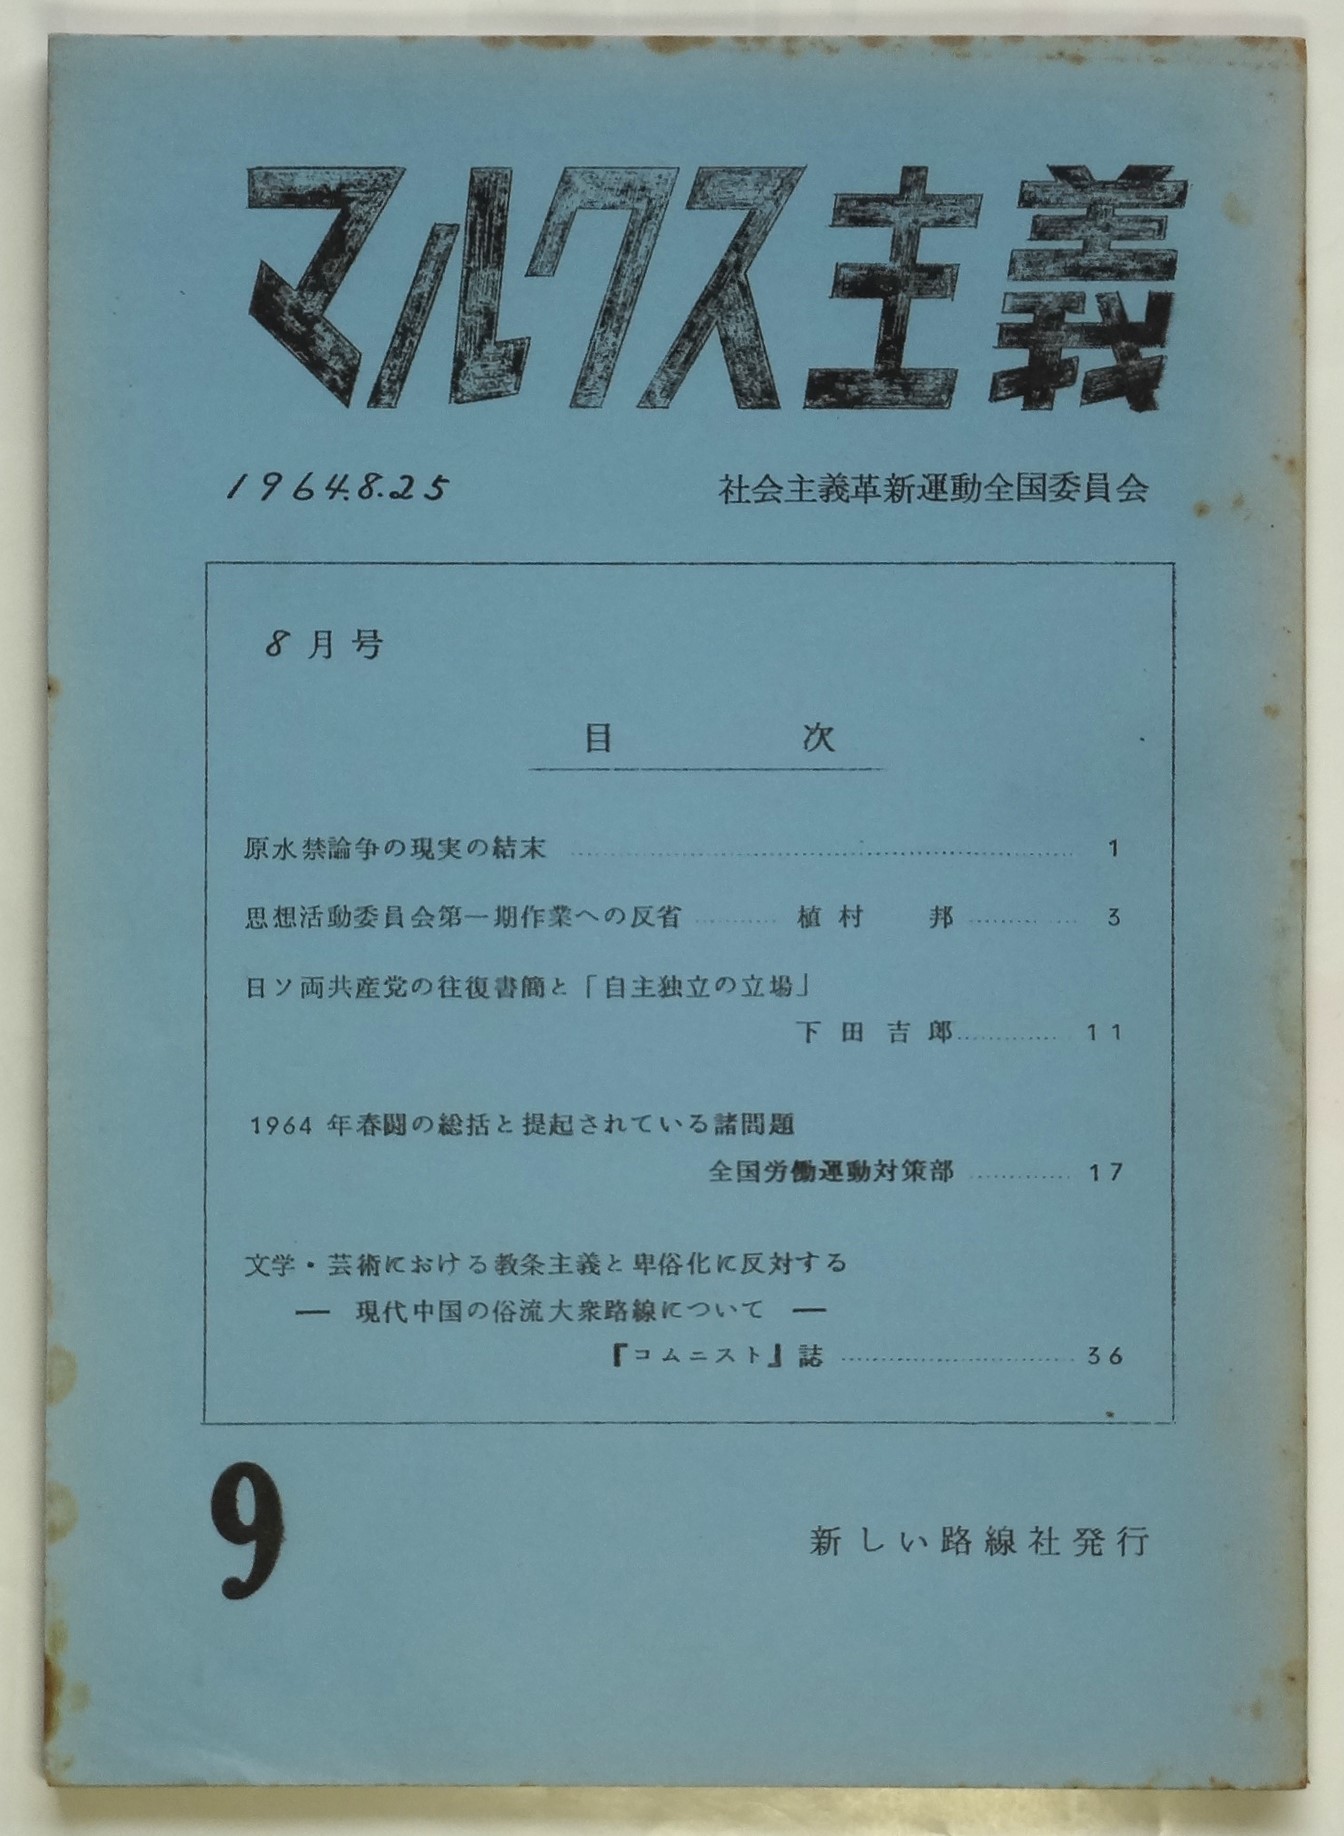 マルクス主義
1964.8.25 社会主義革新運動全国委員会
8月号
目次
原水禁論争の現実の結末 1
思想活動委員会第一期作業への反省 植村 邦 3
日ソ両共産党の往復書簡と「自主独立の立場」
下田吉郎 11
1964年春闘の総括と提起されている諸問題
全国労働運動対策部 17
文学・芸術における教条主義と卑俗化に反対する
― 現代中国の俗流大衆路線について ―
『コムニスト』誌 36
9
新しい路線社発行